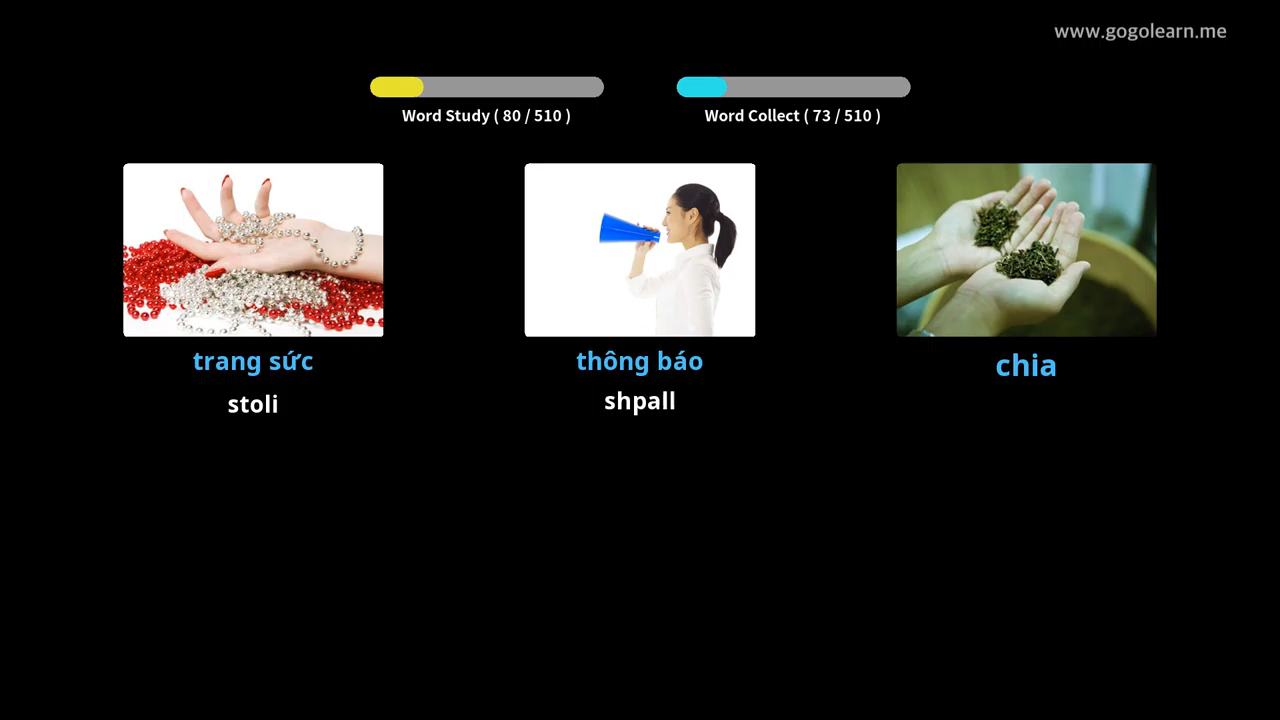 www.gogolearn.me
Word Study ( 80 / 510 )
Word Collect ( 73 / 510 )
trang sức
thông báo
chia
stoli
shpall